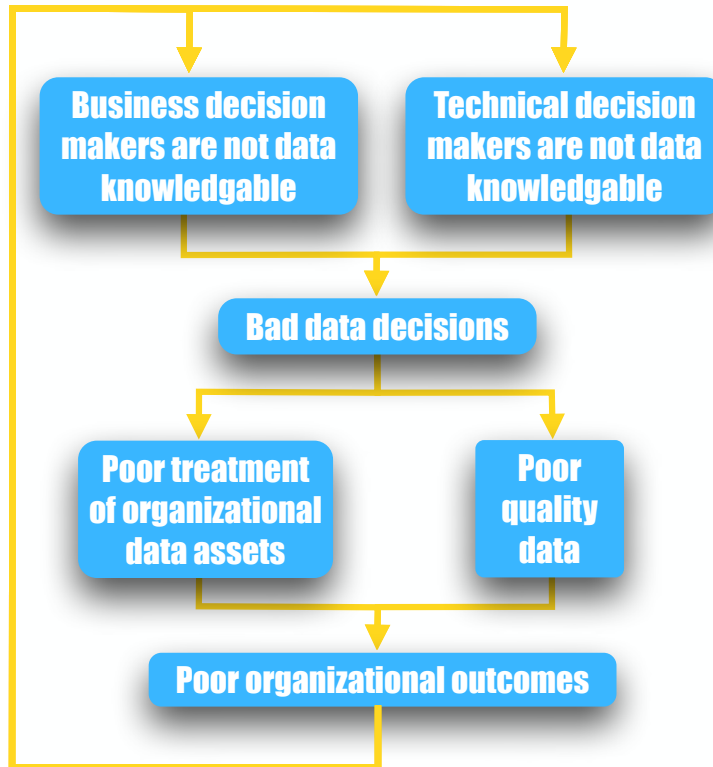 Business decision
makers are not data
knowledgable
Technical decision
makers are not data
knowledgable
Bad data decisions
Poor treatment
of organizational
data assets
Poor
quality
data
Poor organizational outcomes